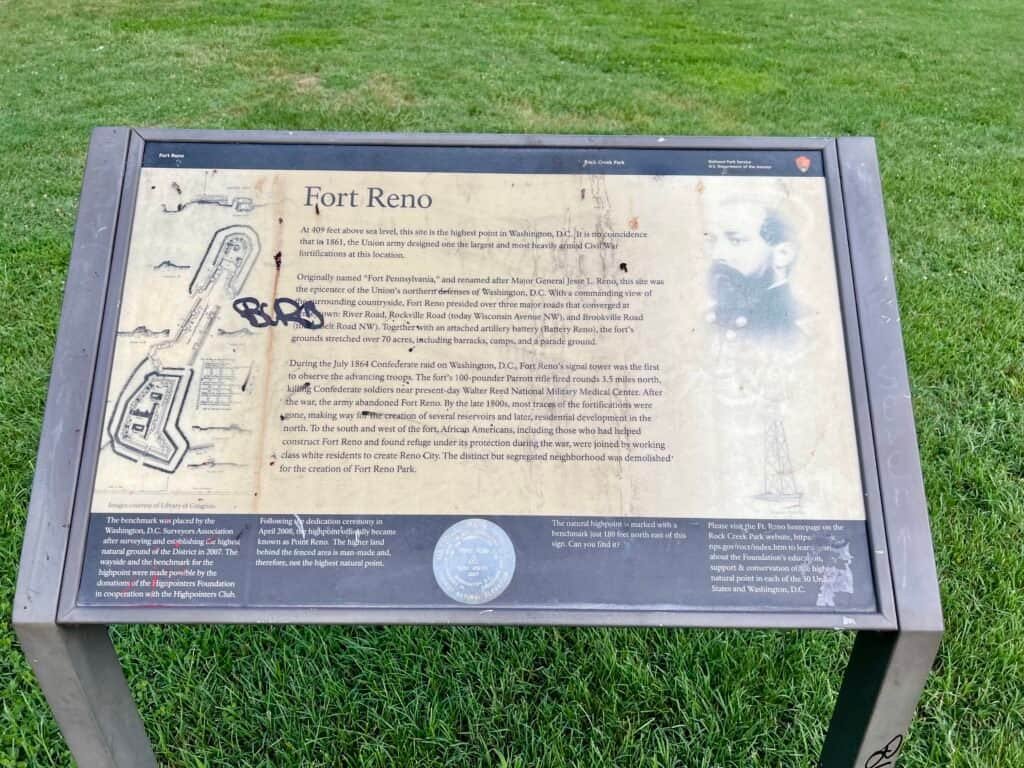 Fort Reno
Rock Creek Park
National Park Service
U.S. Department of the Interior
Fort Reno
At 409 feet above sea level, this site is the highest point in Washington, D.C. It is no coincidence
that in 1861, the Union army designed one the largest and most heavily armed Civil War
fortifications at this location.
Originally named "Fort Pennsylvania," and renamed after Major General Jesse L. Reno, this site was
the epicenter of the Union's northern defenses of Washington, D.C. With a commanding view of
the surrounding countryside, Fort Reno presided over three major roads that converged at
River Road, Rockville Road (today Wisconsin Avenue NW), and Brookville Road
Belt Road NW). Together with an attached artillery battery (Battery Reno), the fort's
grounds stretched over 70 acres, including barracks, camps, and a parade ground.
During the July 1864 Confederate raid on Washington, D.C., Fort Reno's signal tower was the first
to observe the advancing troops. The fort's 100-pounder Parrott rifle fired rounds 3.5 miles north,
killing Confederate soldiers near present-day Walter Reed National Military Medical Center. After
the war, the army abandoned Fort Reno. By the late 1800s, most traces of the fortifications were
gone, making way for the creation of several reservoirs and later, residential development in the
north. To the south and west of the fort, African Americans, including those who had helped
construct Fort Reno and found refuge under its protection during the war, were joined by working
class white residents to create Reno City. The distinct but segregated neighborhood was demolished
for the creation of Fort Reno Park.
Images courtesy of Library of Congress
The benchmark was placed by the
Washington, D.C. Surveyors Association
after surveying and establishing the highest
natural ground of the District in 2007. The
wayside and the benchmark for the
highpoint were made possible by the
donations of the Highpointers Foundation
in cooperation with the Highpointers Club.
Following the dedication ceremony in
April 2008, the highpoint officially became
known as Point Reno. The higher land
behind the fenced area is man-made and,
therefore, not the highest natural point.
The natural highpoint is marked with a
benchmark just 180 feet north east of this
sign. Can you find it?
Please visit the Ft. Reno homepage on the
Rock Creek Park website, https
nps.gov/rocr/index.htm to learn
about the Foundation's education,
support & conservation of the highest
natural point in each of the 50 United
States and Washington, D.C.